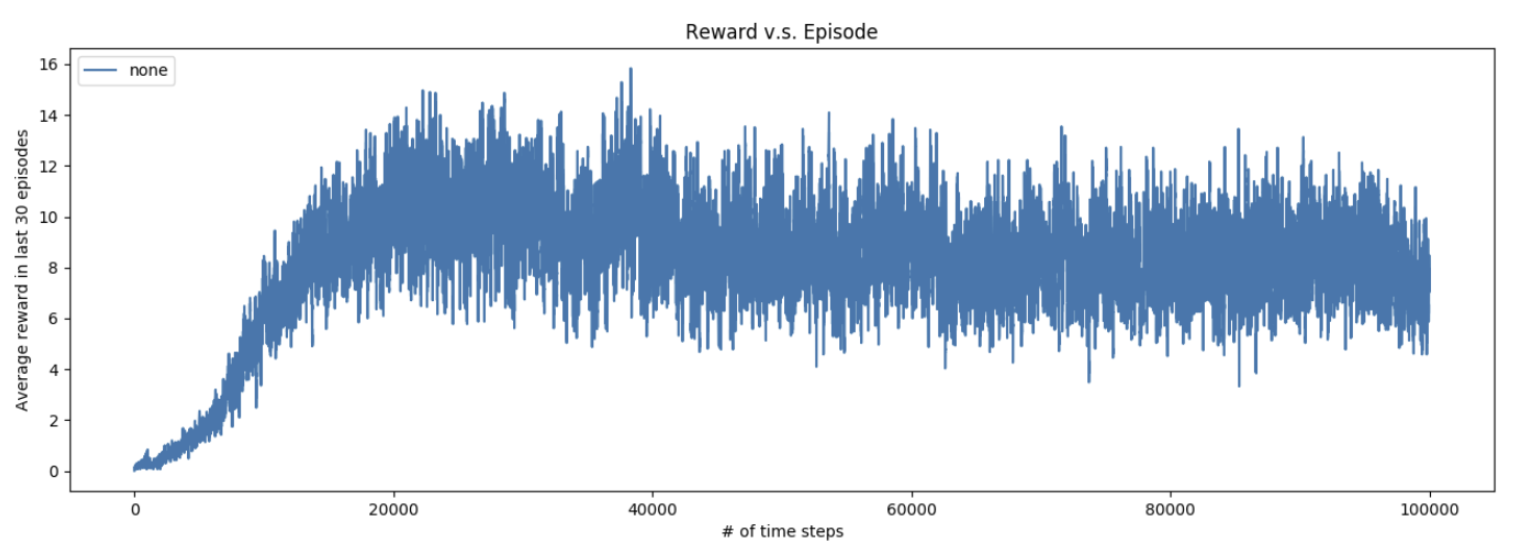 Reward v.s. Episode
none
Average reward in last 30 episodes
16
14
12
10
8
6
4
2
0
0 20000 40000 60000 80000 100000
# of time steps